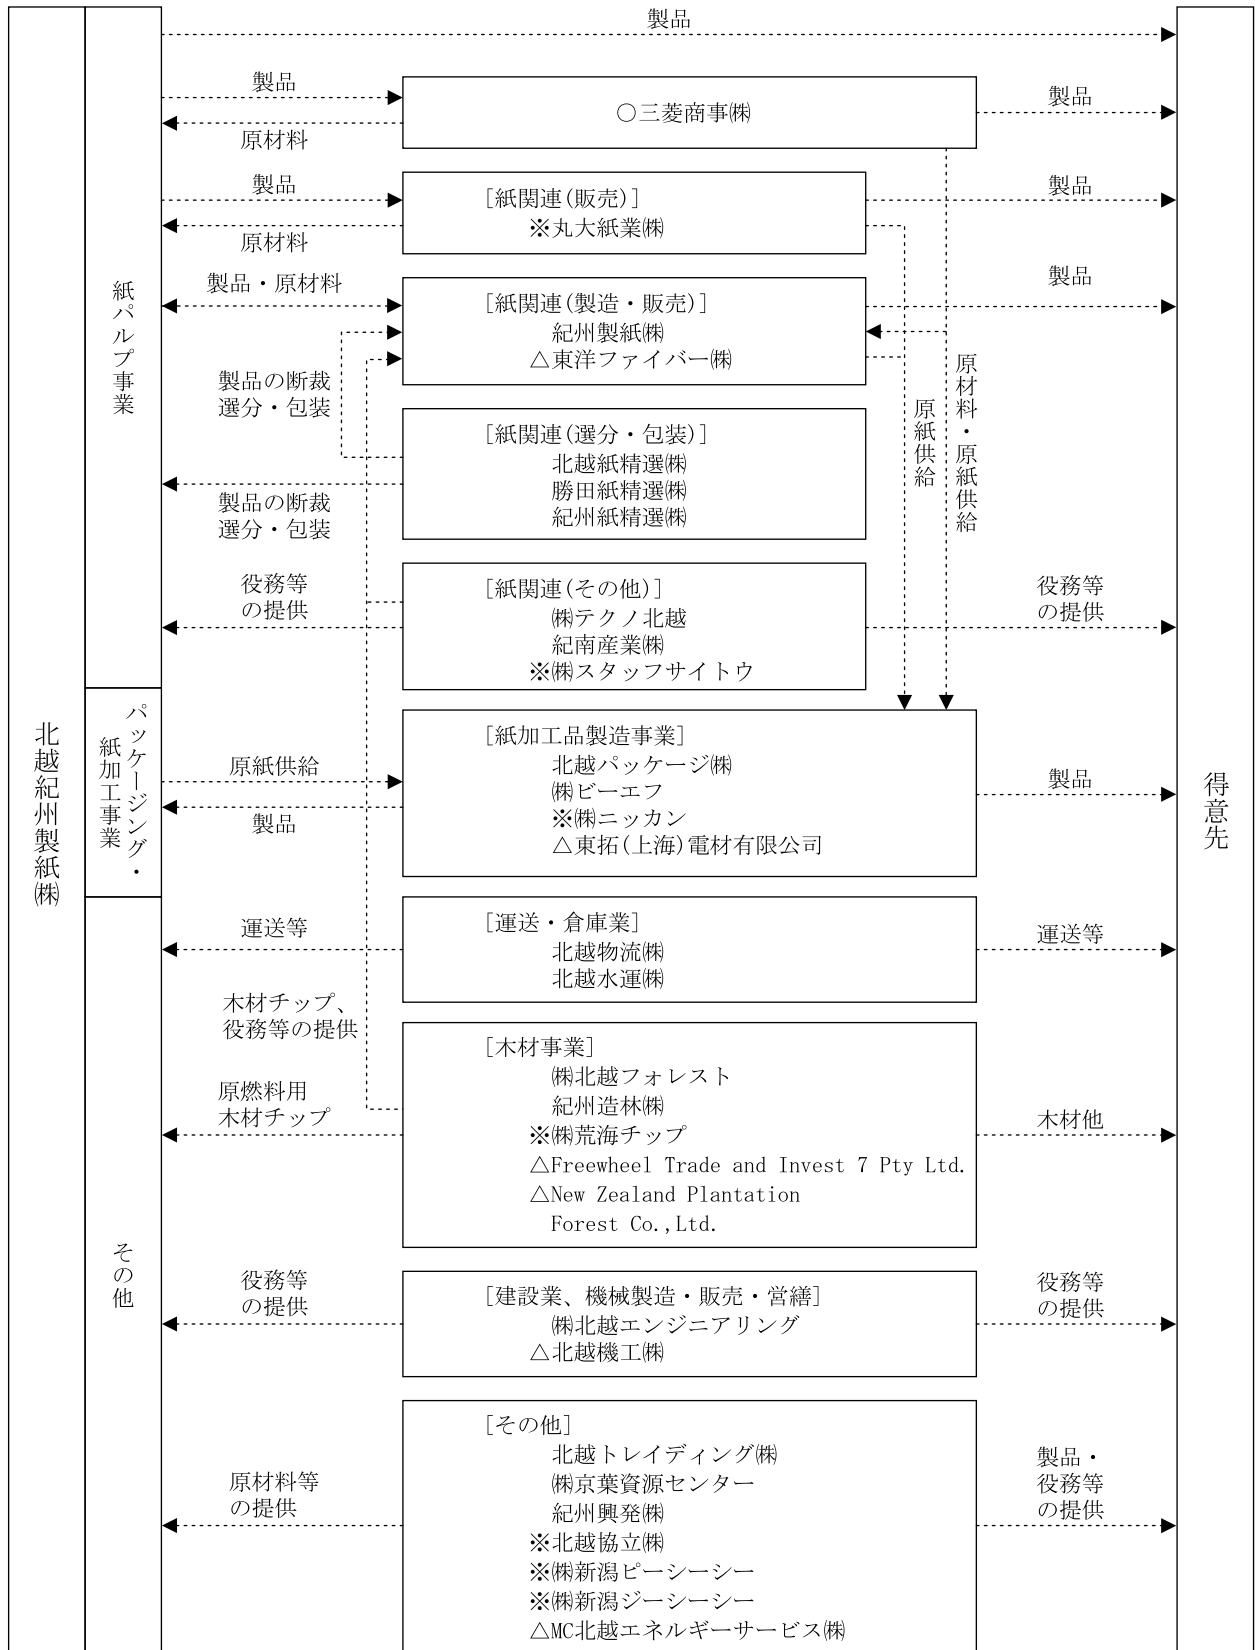 製品
製品
○三菱商事㈱
製品
原材料
製品
[紙関連(販売)]
※丸大紙業㈱
製品
原材料
製品・原材料
[紙関連(製造・販売)]
紀州製紙㈱
△東洋ファイバー㈱
製品
製品の断裁
選分・包装
原紙供給
原材料・原紙供給
[紙関連(選分・包装)]
北越紙精選㈱
勝田紙精選㈱
紀州紙精選㈱
製品の断裁
選分・包装
紙パルプ事業
役務等
の提供
[紙関連(その他)]
㈱テクノ北越
紀南産業㈱
※㈱スタッフサイトウ
役務等
の提供
北越紀州製紙㈱
パッケージング・
紙加工事業
原紙供給
製品
[紙加工品製造事業]
北越パッケージ㈱
㈱ビーエフ
※㈱ニッカン
△東拓(上海)電材有限公司
製品
得意先
運送等
[運送・倉庫業]
北越物流㈱
北越水運㈱
運送等
木材チップ、
役務等の提供
原燃料用
木材チップ
[木材事業]
㈱北越フォレスト
紀州造林㈱
※㈱荒海チップ
△Freewheel Trade and Invest 7 Pty Ltd.
△New Zealand Plantation
Forest Co.,Ltd.
木材他
その他
役務等
の提供
[建設業、機械製造・販売・営繕]
㈱北越エンジニアリング
△北越機工㈱
役務等
の提供
原材料等
の提供
[その他]
北越トレイディング㈱
㈱京葉資源センター
紀州興発㈱
※北越協立㈱
※㈱新潟ピーシーシー
※㈱新潟ジーシーシー
△MC北越エネルギーサービス㈱
製品・
役務等
の提供